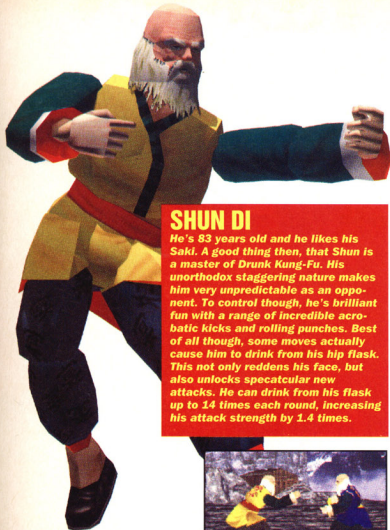 SHUN DI
He's 83 years old and he likes his
Saki. A good thing then, that Shun is
a master of Drunk Kung-Fu. His
unorthodox staggering nature makes
him very unpredictable as an oppo-
nent. To control though, he's brilliant
fun with a range of incredible acro-
batic kicks and rolling punches. Best
of all though, some moves actually
cause him to drink from his hip flask.
This not only reddens his face, but
also unlocks specatcular new
attacks. He can drink from his flask
up to 14 times each round, increasing
his attack strength by 1.4 times.